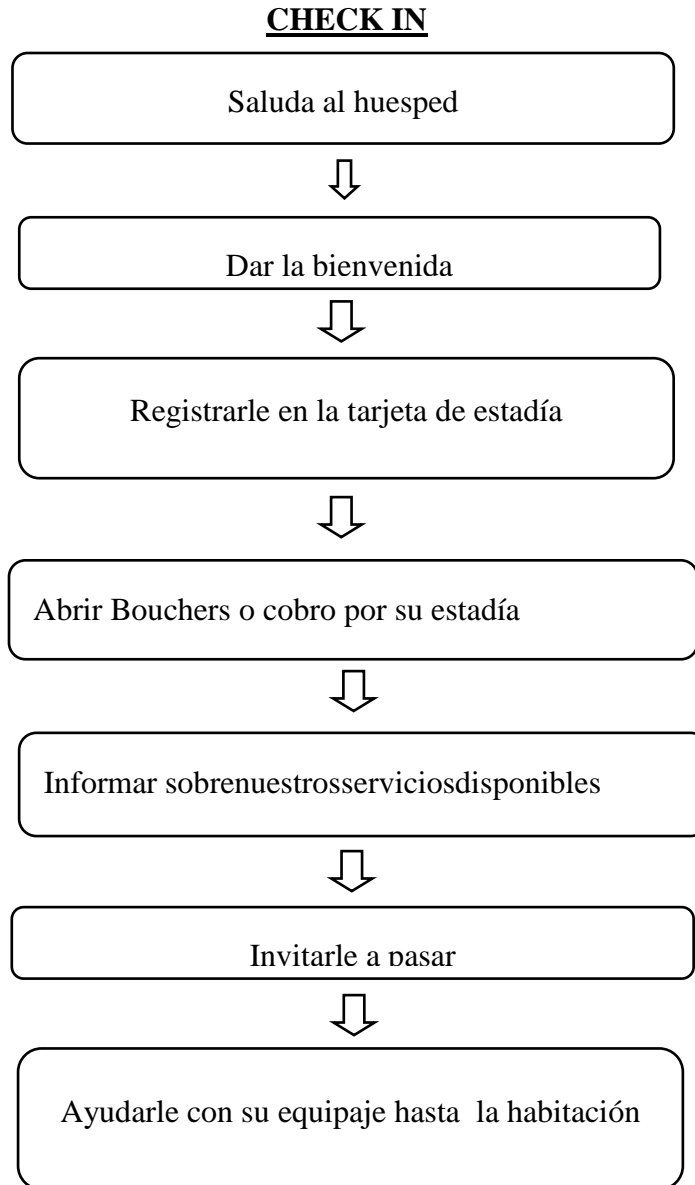 CHECK IN
Saluda al huesped
Dar la bienvenida
Registrarle en la tarjeta de estadía
Abrir Bouchers o cobro por su estadía
Informar sobrenuestrosserviciosdisponibles
Invitarle a pasar
Ayudarle con su equipaje hasta la habitación